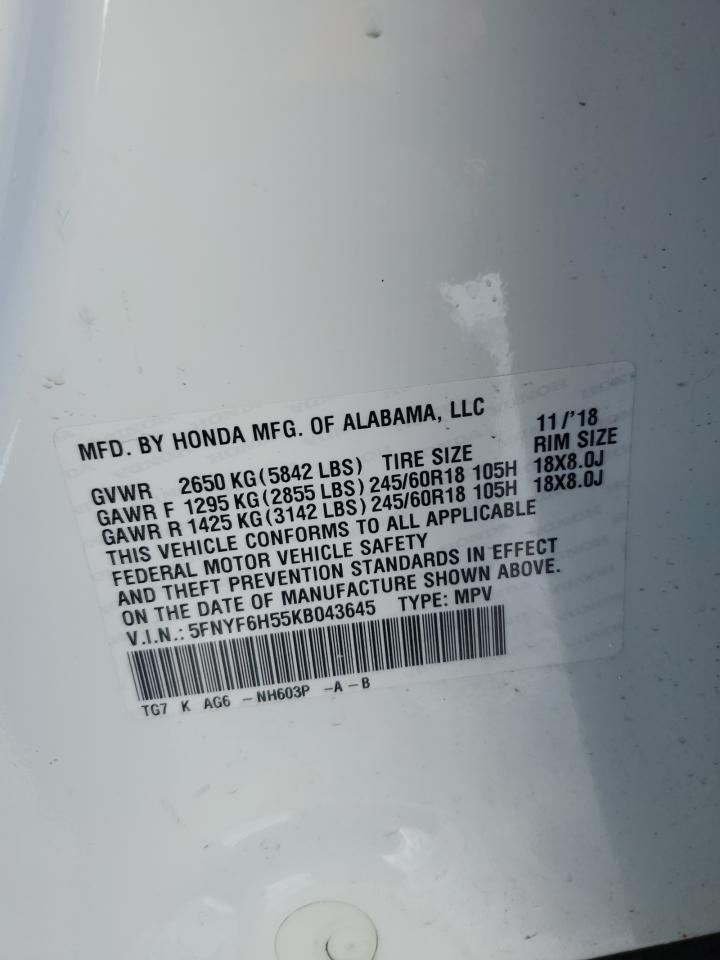 MFD. BY HONDA MFG. OF ALABAMA, LLC 11/'18
GVWR 2650 KG(5842 LBS) TIRE SIZE RIM SIZE
GAWR F 1295 KG(2855 LBS) 245/60R18 105H 18X8.0J
GAWR R 1425 KG(3142 LBS) 245/60R18 105H 18X8.0J
THIS VEHICLE CONFORMS TO ALL APPLICABLE
FEDERAL MOTOR VEHICLE SAFETY
AND THEFT PREVENTION STANDARDS IN EFFECT
ON THE DATE OF MANUFACTURE SHOWN ABOVE.
V.I.N.: 5FNYF6H55KB043645 TYPE: MPV
TG7 K AG6 -NH603P -A-B